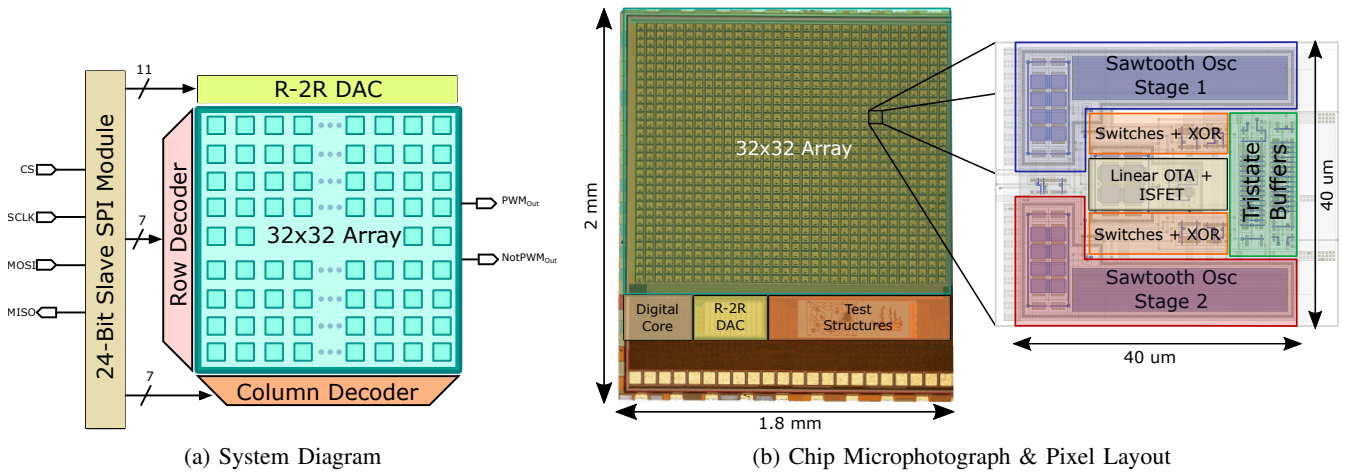 11
R-2R DAC
24-Bit Slave SPI Module
CS
SCLK
MOSI
MISO
7
Row Decoder
32x32 Array
PWMOut
NotPWMOut
7
Column Decoder
(a) System Diagram
2 mm
32x32 Array
Digital
Core
R-2R
DAC
Test
Structures
1.8 mm
Sawtooth Osc
Stage 1
Switches + XOR
Linear OTA +
ISFET
Switches + XOR
Tristate
Buffers
Sawtooth Osc
Stage 2
40 um
40 um
(b) Chip Microphotograph & Pixel Layout